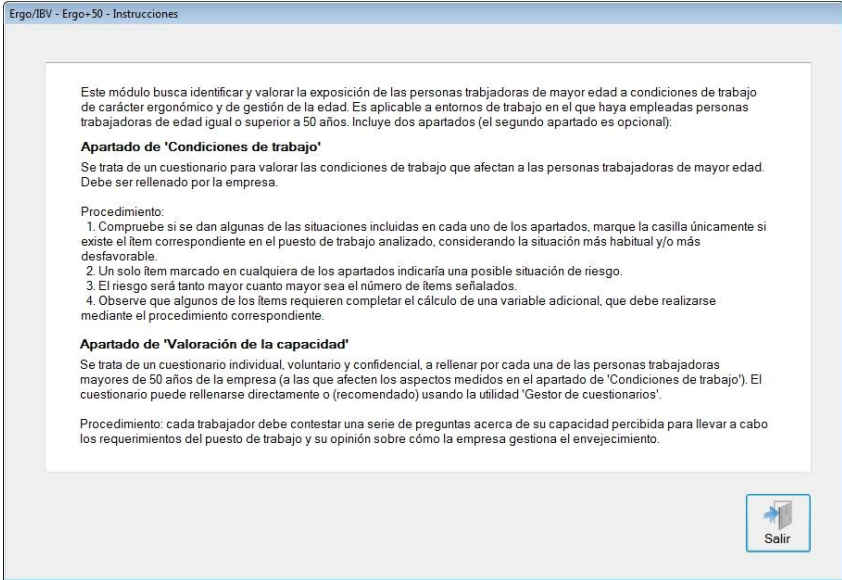 Ergo/IBV - Ergo+50 - Instrucciones
Este módulo busca identificar y valorar la exposición de las personas trabjadoras de mayor edad a condiciones de trabajo
de carácter ergonómico y de gestión de la edad. Es aplicable a entornos de trabajo en el que haya empleadas personas
trabajadoras de edad igual o superior a 50 años. Incluye dos apartados (el segundo apartado es opcional):
Apartado de 'Condiciones de trabajo'
Se trata de un cuestionario para valorar las condiciones de trabajo que afectan a las personas trabajadoras de mayor edad.
Debe ser rellenado por la empresa.
Procedimiento:
1. Compruebe si se dan algunas de las situaciones incluidas en cada uno de los apartados, marque la casilla únicamente si
existe el ítem correspondiente en el puesto de trabajo analizado, considerando la situación más habitual y/o más
desfavorable.
2. Un solo ítem marcado en cualquiera de los apartados indicaría una posible situación de riesgo.
3. El riesgo será tanto mayor cuanto mayor sea el número de ítems señalados.
4. Observe que algunos de los ítems requieren completar el cálculo de una variable adicional, que debe realizarse
mediante el procedimiento correspondiente.
Apartado de 'Valoración de la capacidad'
Se trata de un cuestionario individual, voluntario y confidencial, a rellenar por cada una de las personas trabajadoras
mayores de 50 años de la empresa (a las que afecten los aspectos medidos en el apartado de 'Condiciones de trabajo'). El
cuestionario puede rellenarse directamente o (recomendado) usando la utilidad 'Gestor de cuestionarios'.
Procedimiento: cada trabajador debe contestar una serie de preguntas acerca de su capacidad percibida para llevar a cabo
los requerimientos del puesto de trabajo y su opinión sobre cómo la empresa gestiona el envejecimiento.
Salir